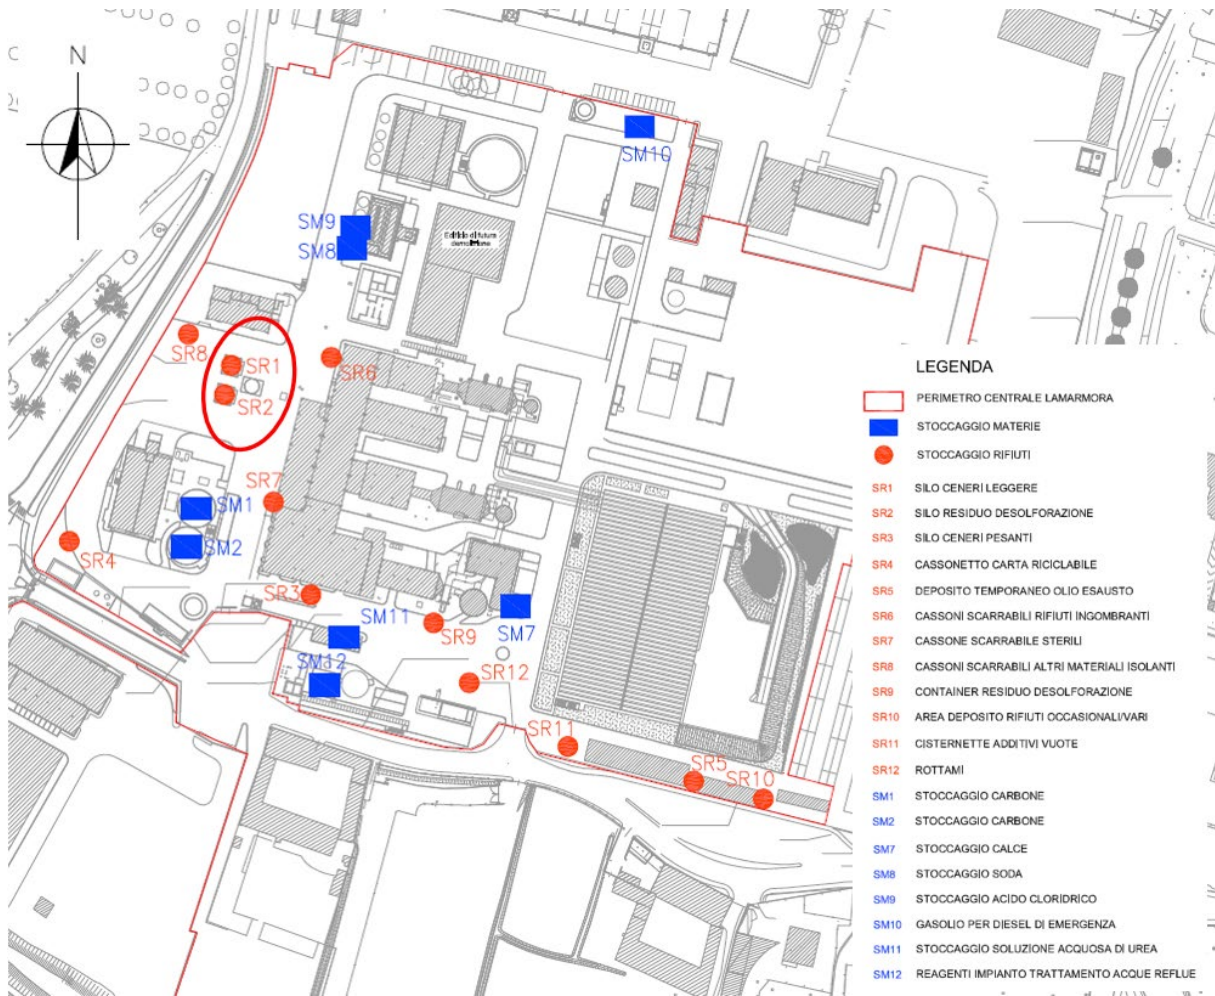 N
SM10
SM9
SM8
Edificio di futura
demolizione
SR8
SR1
SR6
SR2
SR7
SM1
SM2
SR4
SR3
SM11
SR9
SM7
SM12
SR12
SR11
SR5
SR10
LEGENDA
PERIMETRO CENTRALE LAMARMORA
STOCCAGGIO MATERIE
STOCCAGGIO RIFIUTI
SR1 SILO CENERI LEGGERE
SR2 SILO RESIDUO DESOLFORAZIONE
SR3 SILO CENERI PESANTI
SR4 CASSONETTO CARTA RICICLABILE
SR5 DEPOSITO TEMPORANEO OLIO ESAUSTO
SR6 CASSONI SCARRABILI RIFIUTI INGOMBRANTI
SR7 CASSONE SCARRABILE STERILI
SR8 CASSONI SCARRABILI ALTRI MATERIALI ISOLANTI
SR9 CONTAINER RESIDUO DESOLFORAZIONE
SR10 AREA DEPOSITO RIFIUTI OCCASIONALI/VARI
SR11 CISTERNETTE ADDITIVI VUOTE
SR12 ROTTAMI
SM1 STOCCAGGIO CARBONE
SM2 STOCCAGGIO CARBONE
SM7 STOCCAGGIO CALCE
SM8 STOCCAGGIO SODA
SM9 STOCCAGGIO ACIDO CLORIDRICO
SM10 GASOLIO PER DIESEL DI EMERGENZA
SM11 STOCCAGGIO SOLUZIONE ACQUOSA DI UREA
SM12 REAGENTI IMPIANTO TRATTAMENTO ACQUE REFLUE